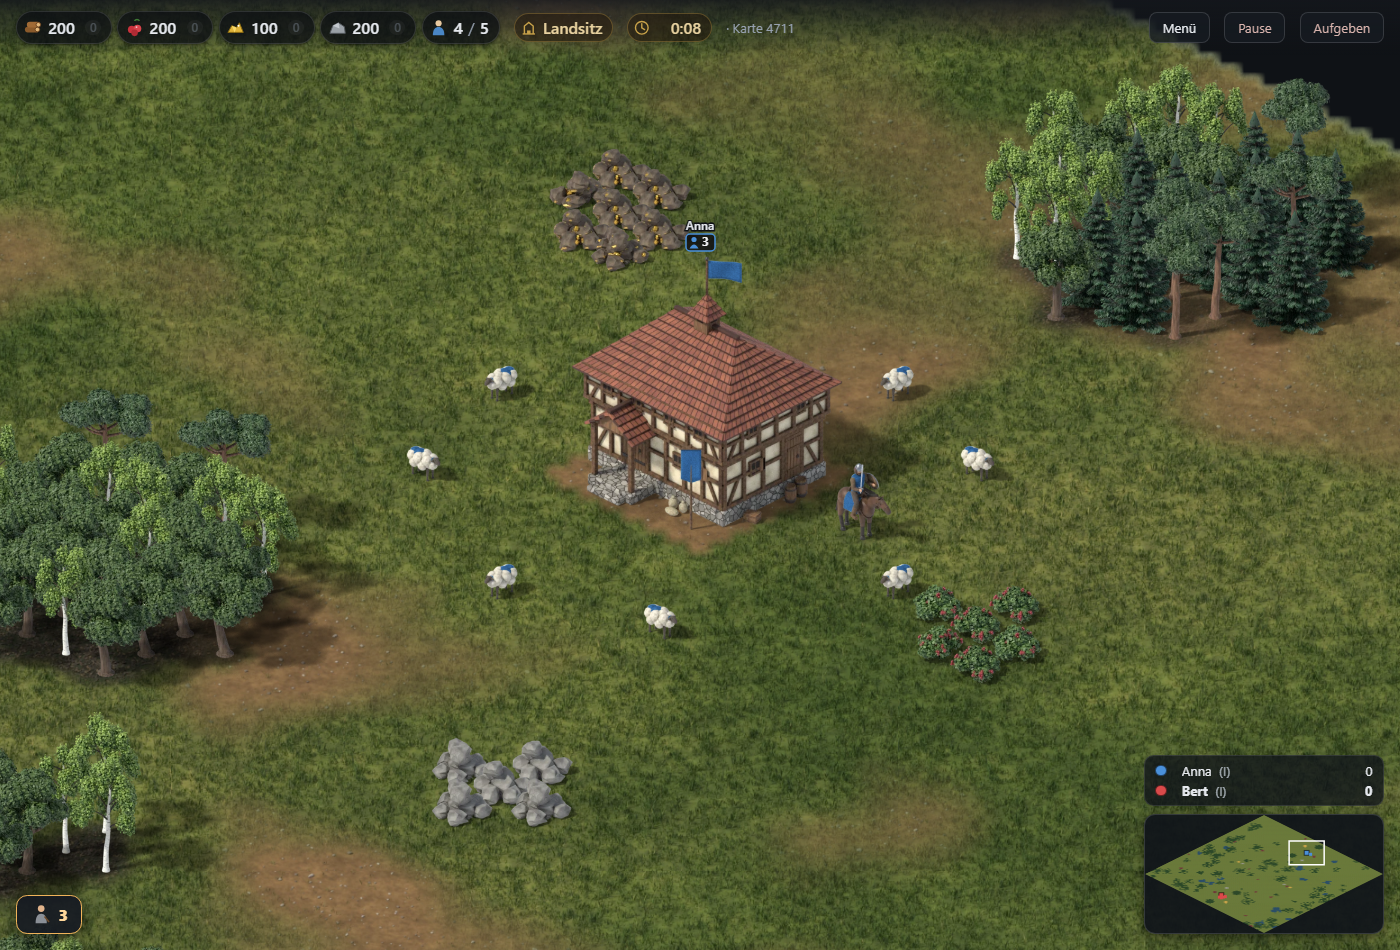 200 0 200 0 100 0 200 0 4 / 5 Landsitz 0:08 · Karte 4711 Menü Pause Aufgeben
Anna
3
Anna (I) 0
Bert (I) 0
3